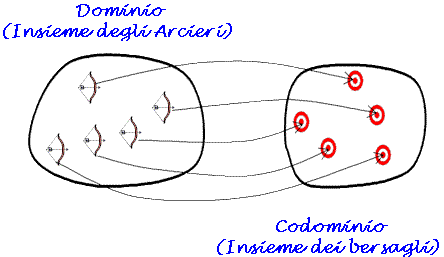 Dominio
(Insieme degli Arcieri)
Codominio
(Insieme dei bersagli)